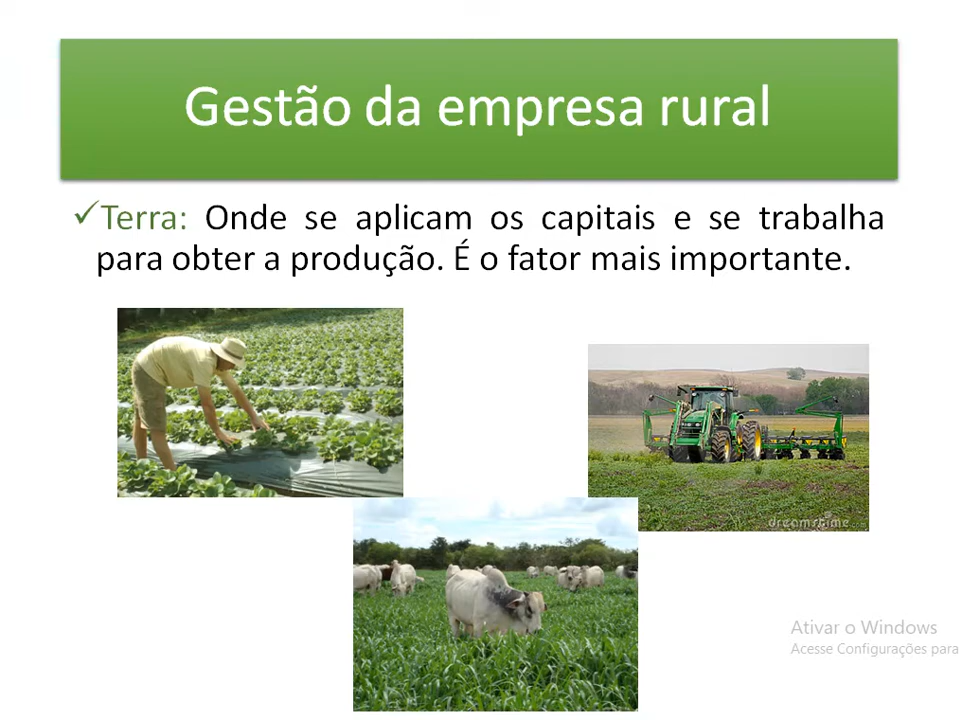 Gestão da empresa rural
✓Terra: Onde se aplicam os capitais e se trabalha
para obter a produção. É o fator mais importante.
dreamstime
Ativar o Windows
Acesse Configurações para